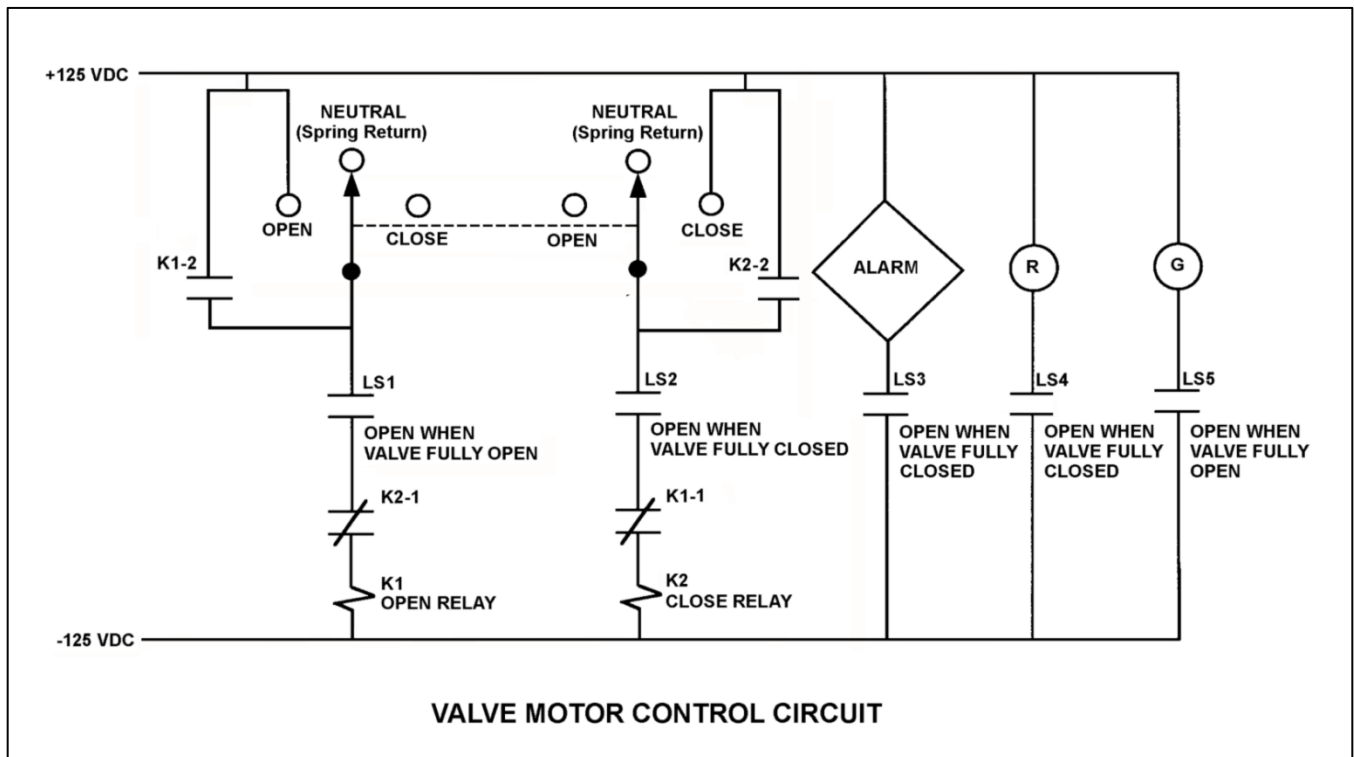 +125 VDC
NEUTRAL
(Spring Return)
NEUTRAL
(Spring Return)
OPEN
CLOSE
OPEN
CLOSE
K1-2
K2-2
ALARM
R
G
LS1
OPEN WHEN
VALVE FULLY OPEN
LS2
OPEN WHEN
VALVE FULLY CLOSED
LS3
OPEN WHEN
VALVE FULLY
CLOSED
LS4
OPEN WHEN
VALVE FULLY
CLOSED
LS5
OPEN WHEN
VALVE FULLY
OPEN
K2-1
K1-1
K1
OPEN RELAY
K2
CLOSE RELAY
-125 VDC
VALVE MOTOR CONTROL CIRCUIT